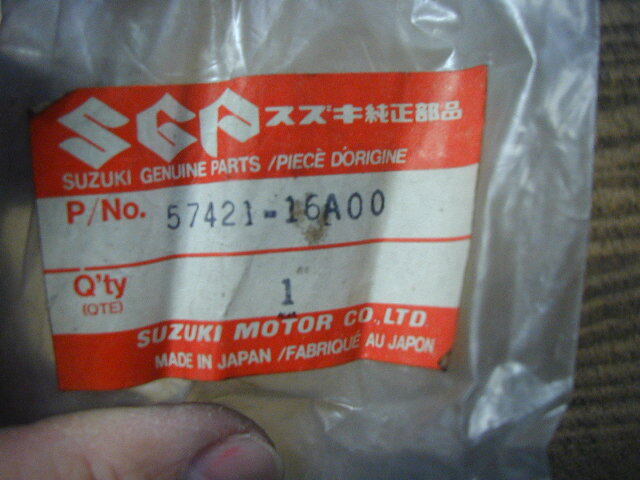 SGP スズキ純正部品
SUZUKI GENUINE PARTS /PIECÈ D'ORIGINE
P/No. 57421-16A00
Q'ty 1
(QTE)
SUZUKI MOTOR CO.,LTD.
MADE IN JAPAN /FABRIQUÉ AU JAPON